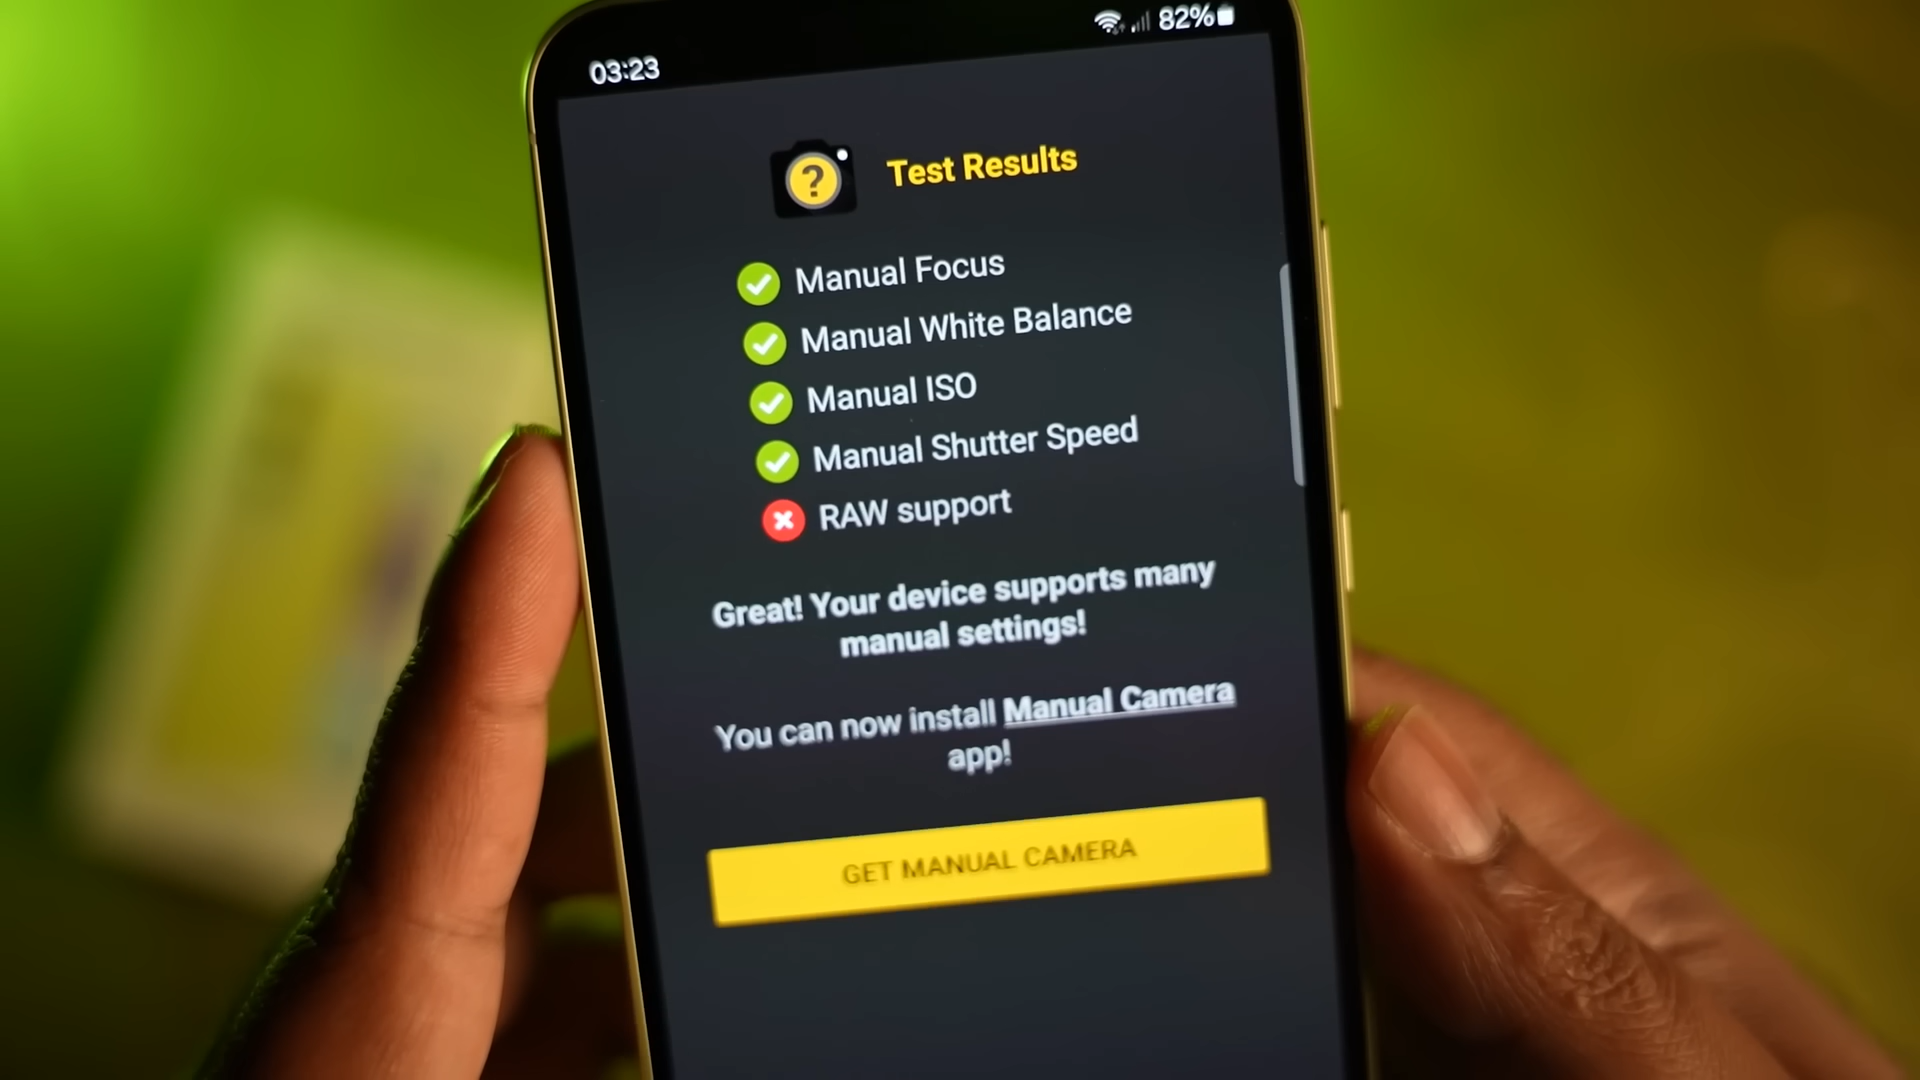 03:23 82%
? Test Results
Manual Focus
Manual White Balance
Manual ISO
Manual Shutter Speed
RAW support
Great! Your device supports many
manual settings!
You can now install Manual Camera
app!
GET MANUAL CAMERA